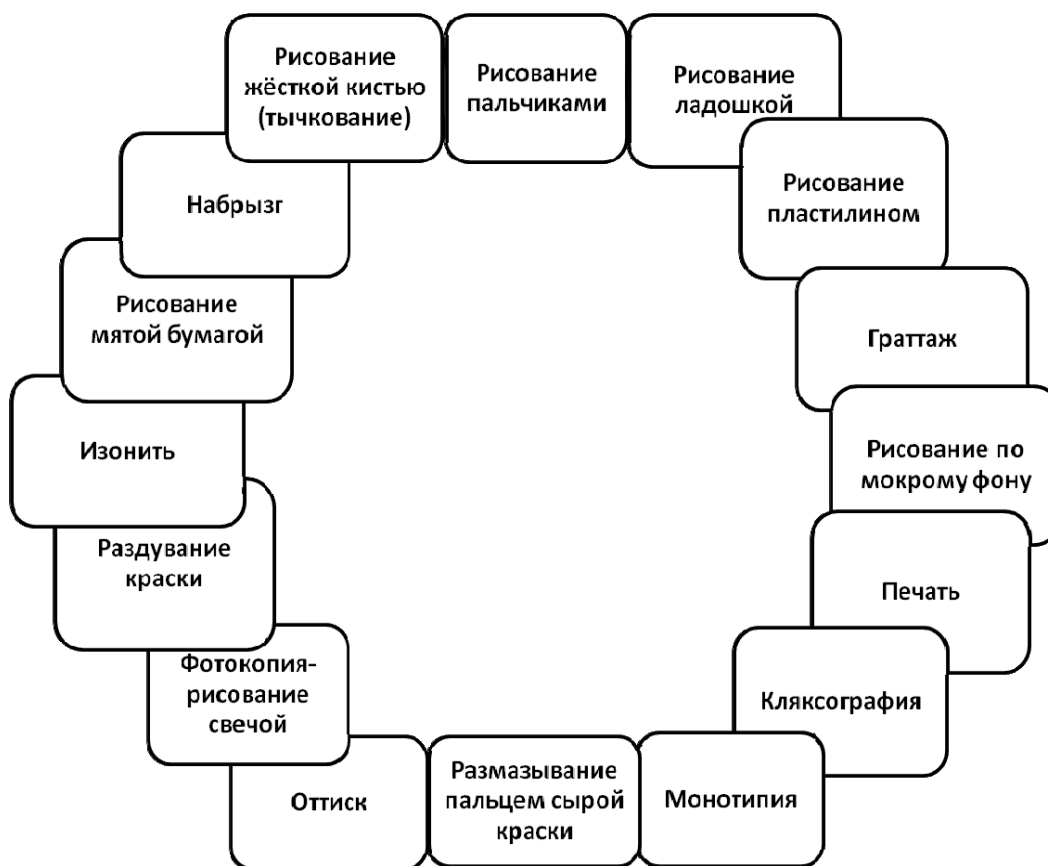 Рисование
жёсткой кистью
(тычкование)
Рисование
пальчиками
Рисование
ладошкой
Рисование
пластилином
Граттаж
Рисование по
мокрому фону
Печать
Кляксография
Монотипия
Размазывание
пальцем сырой
краски
Оттиск
Фотокопия-
рисование
свечой
Раздувание
краски
Изонить
Рисование
мятой бумагой
Набрызг